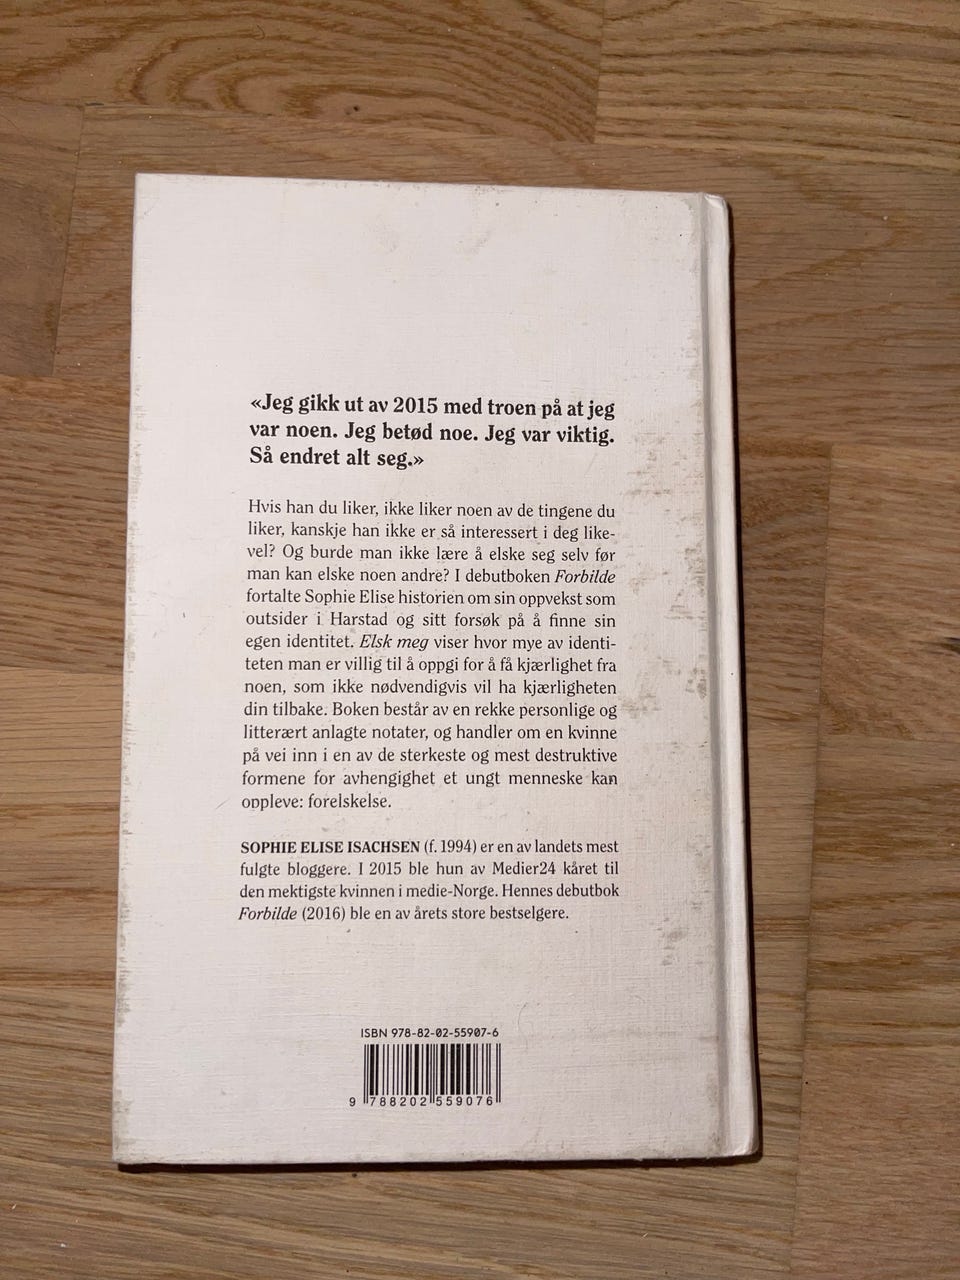 «Jeg gikk ut av 2015 med troen på at jeg
var noen. Jeg betød noe. Jeg var viktig.
Så endret alt seg.»
Hvis han du liker, ikke liker noen av de tingene du
liker, kanskje han ikke er så interessert i deg like-
vel? Og burde man ikke lære å elske seg selv før
man kan elske noen andre? I debutboken Forbilde
fortalte Sophie Elise historien om sin oppvekst som
outsider i Harstad og sitt forsøk på å finne sin
egen identitet. Elsk meg viser hvor mye av identi-
teten man er villig til å oppgi for å få kjærlighet fra
noen, som ikke nødvendigvis vil ha kjærligheten
din tilbake. Boken består av en rekke personlige og
litterært anlagte notater, og handler om en kvinne
på vei inn i en av de sterkeste og mest destruktive
formene for avhengighet et ungt menneske kan
oppleve: forelskelse.
SOPHIE ELISE ISACHSEN (f. 1994) er en av landets mest
fulgte bloggere. I 2015 ble hun av Medier24 kåret til
den mektigste kvinnen i medie-Norge. Hennes debutbok
Forbilde (2016) ble en av årets store bestselgere.
ISBN 978-82-02-55907-6
9 788202 559076